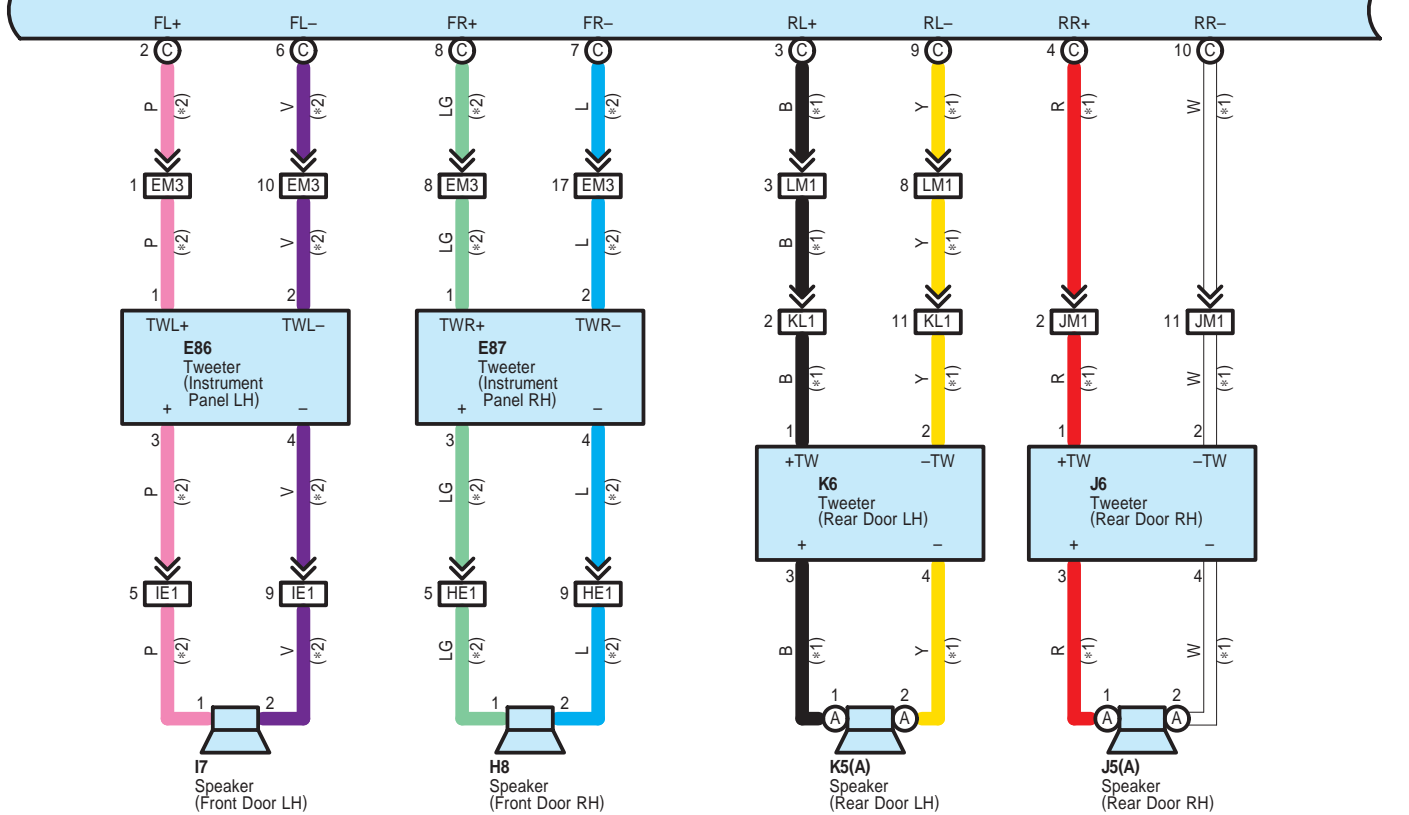 FL+ FL– FR+ FR– RL+ RL– RR+ RR–
2 C 6 C 8 C 7 C 3 C 9 C 4 C 10 C
P (*2) V (*2) LG (*2) L (*2) B (*1) Y (*1) R (*1) W (*1)
1 EM3 10 EM3 8 EM3 17 EM3 3 LM1 8 LM1
P (*2) V (*2) LG (*2) L (*2) B (*1) Y (*1)
1 2 1 2
2 KL1 11 KL1 2 JM1 11 JM1
TWL+ TWL–
E86
Tweeter
(Instrument
Panel LH)
+ –
TWR+ TWR–
E87
Tweeter
(Instrument
Panel RH)
+ –
B (*1) Y (*1) R (*1) W (*1)
3 4 3 4
1 2 1 2
+TW –TW
K6
Tweeter
(Rear Door LH)
+ –
+TW –TW
J6
Tweeter
(Rear Door RH)
+ –
P (*2) V (*2) LG (*2) L (*2)
3 4 3 4
5 IE1 9 IE1 5 HE1 9 HE1
P (*2) V (*2) LG (*2) L (*2) B (*1) Y (*1) R (*1) W (*1)
1 2 1 2 1 2 1 2
A A A A
I7
Speaker
(Front Door LH)
H8
Speaker
(Front Door RH)
K5(A)
Speaker
(Rear Door LH)
J5(A)
Speaker
(Rear Door RH)